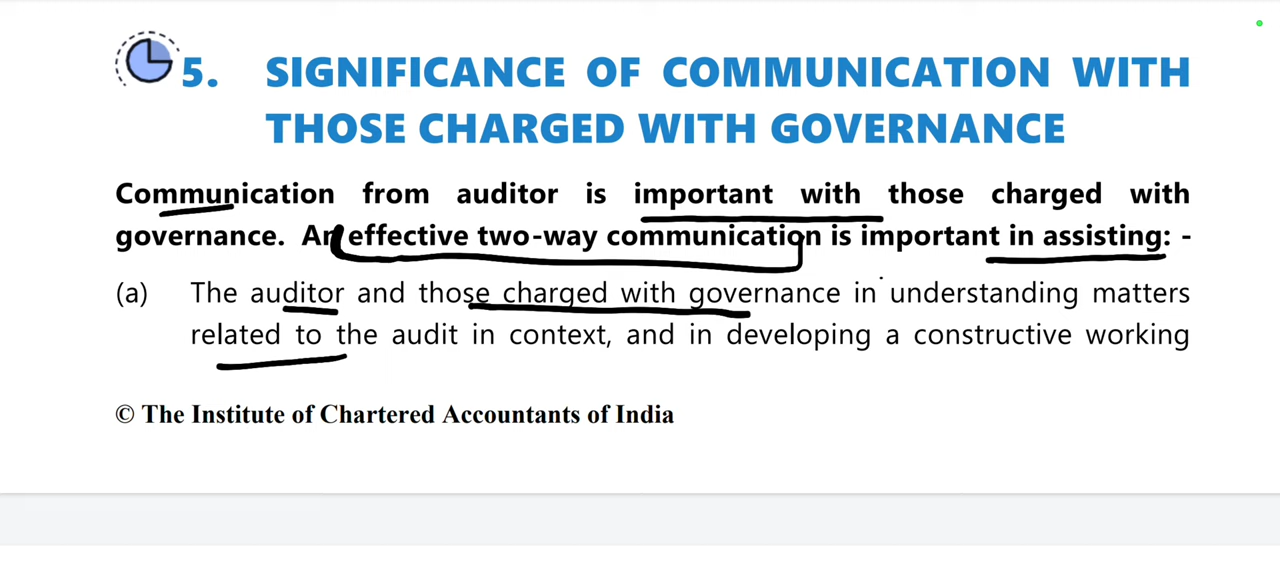 5. SIGNIFICANCE OF COMMUNICATION WITH
THOSE CHARGED WITH GOVERNANCE
Communication from auditor is important with those charged with
governance. An effective two-way communication is important in assisting: -
(a) The auditor and those charged with governance in understanding matters
related to the audit in context, and in developing a constructive working
© The Institute of Chartered Accountants of India